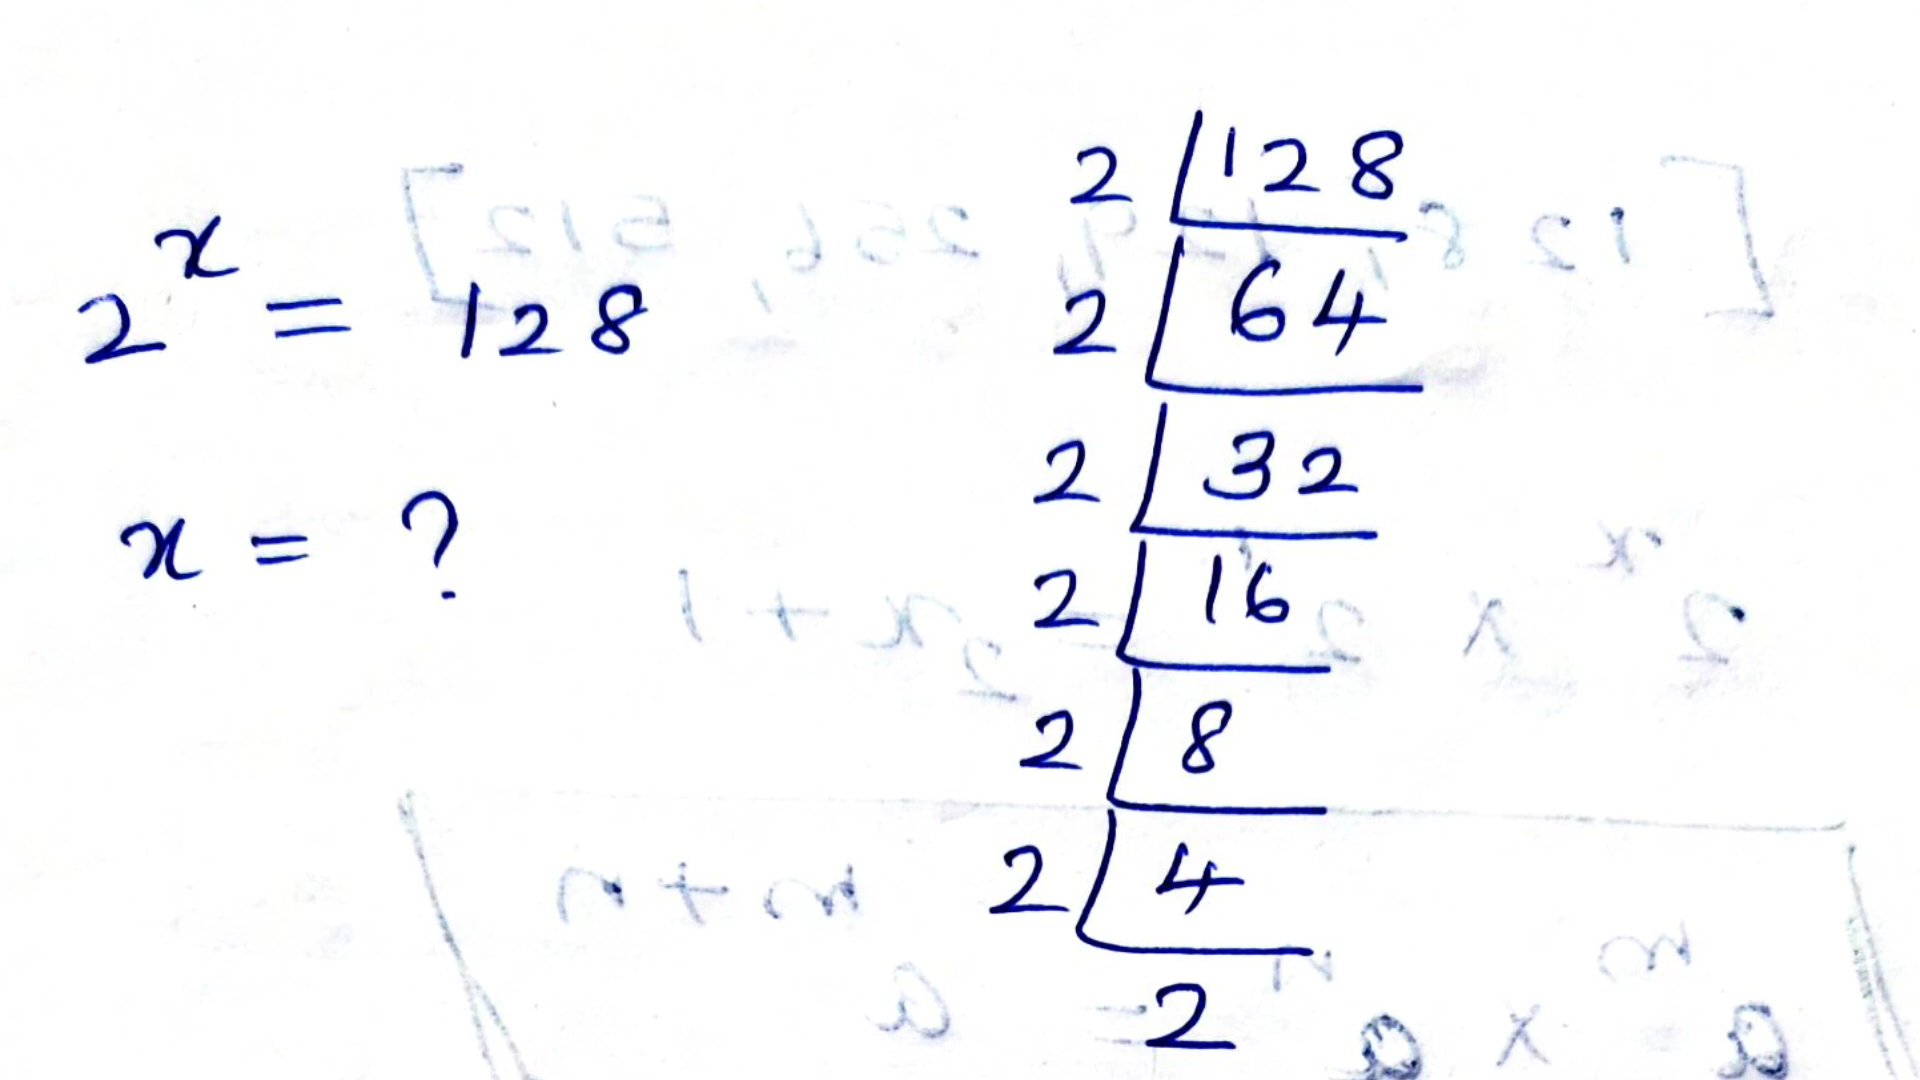 2^x = 128
x = ?
2 | 128
2 | 64
2 | 32
2 | 16
2 | 8
2 | 4
2